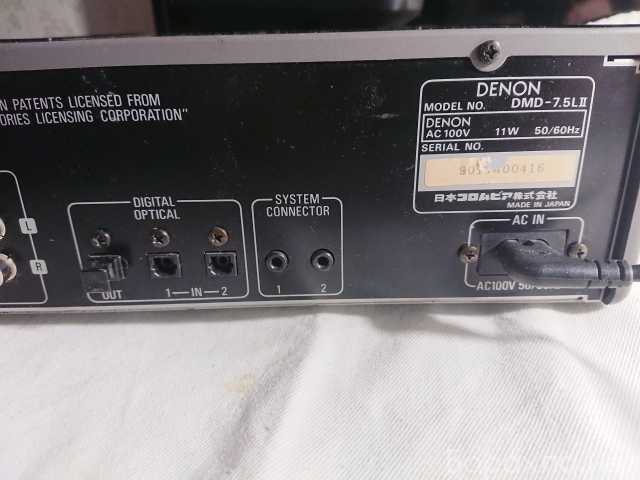 N PATENTS LICENSED FROM
ORIES LICENSING CORPORATION"
DENON
MODEL NO. DMD-7.5LⅡ
DENON
AC 100V 11W 50/60Hz
SERIAL NO.
400416
日本コロムビア株式会社
MADE IN JAPAN
DIGITAL
OPTICAL
SYSTEM
CONNECTOR
AC IN
L
R
OUT 1 IN 2
1 2
AC100V